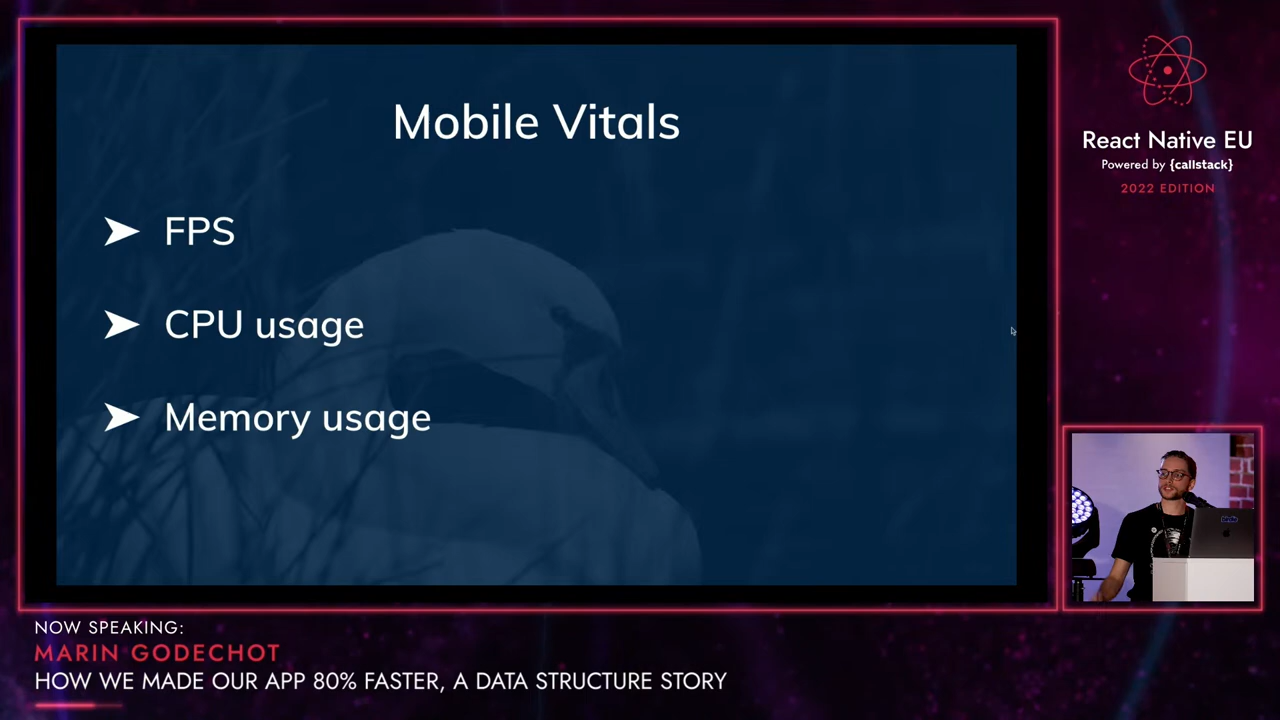 Mobile Vitals
FPS
CPU usage
Memory usage
React Native EU
Powered by {callstack}
2022 EDITION
NOW SPEAKING:
MARIN GODECHOT
HOW WE MADE OUR APP 80% FASTER, A DATA STRUCTURE STORY